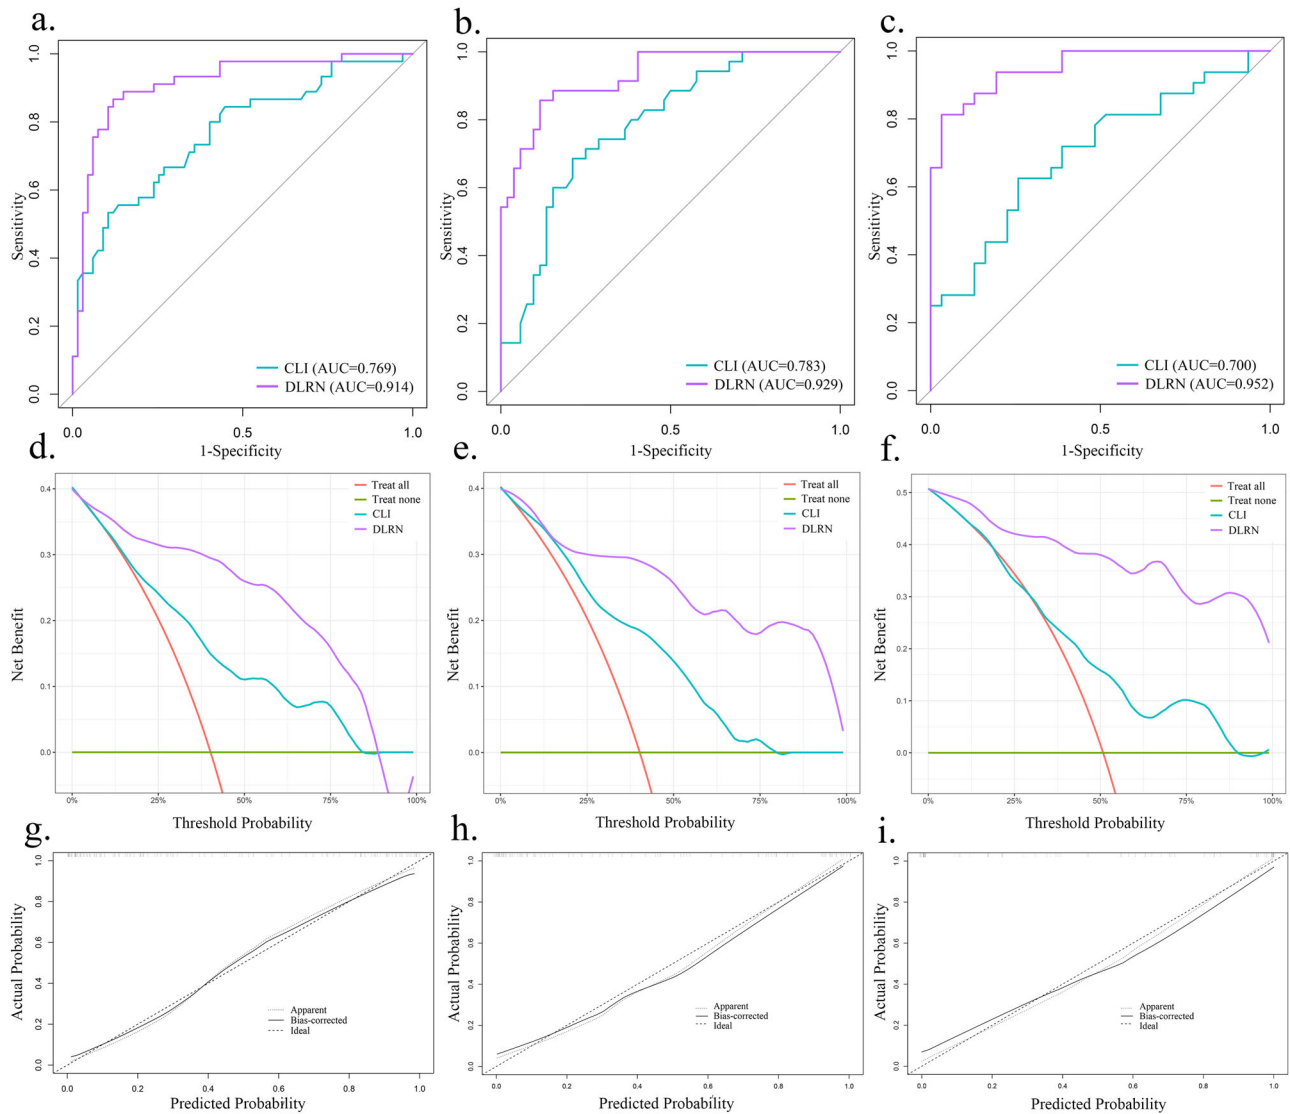 a.
1.0
0.8
0.6
0.4
0.2
0.0
Sensitivity
CLI (AUC=0.769)
DLRN (AUC=0.914)
0.0 0.5 1.0
1-Specificity
b.
1.0
0.8
0.6
0.4
0.2
0.0
Sensitivity
CLI (AUC=0.783)
DLRN (AUC=0.929)
0.0 0.5 1.0
1-Specificity
c.
1.0
0.8
0.6
0.4
0.2
0.0
Sensitivity
CLI (AUC=0.700)
DLRN (AUC=0.952)
0.0 0.5 1.0
1-Specificity
d.
0.4
0.3
0.2
0.1
0.0
Net Benefit
Treat all
Treat none
CLI
DLRN
0% 25% 50% 75% 100%
Threshold Probability
e.
0.4
0.3
0.2
0.1
0.0
Net Benefit
Treat all
Treat none
CLI
DLRN
0% 25% 50% 75% 100%
Threshold Probability
f.
0.5
0.4
0.3
0.2
0.1
0.0
Net Benefit
Treat all
Treat none
CLI
DLRN
0% 25% 50% 75% 100%
Threshold Probability
g.
1.0
0.8
0.6
0.4
0.2
0.0
Actual Probability
Apparent
Bias-corrected
Ideal
0.0 0.2 0.4 0.6 0.8 1.0
Predicted Probability
h.
1.0
0.8
0.6
0.4
0.2
0.0
Actual Probability
Apparent
Bias-corrected
Ideal
0.0 0.2 0.4 0.6 0.8 1.0
Predicted Probability
i.
1.0
0.8
0.6
0.4
0.2
0.0
Actual Probability
Apparent
Bias-corrected
Ideal
0.0 0.2 0.4 0.6 0.8 1.0
Predicted Probability